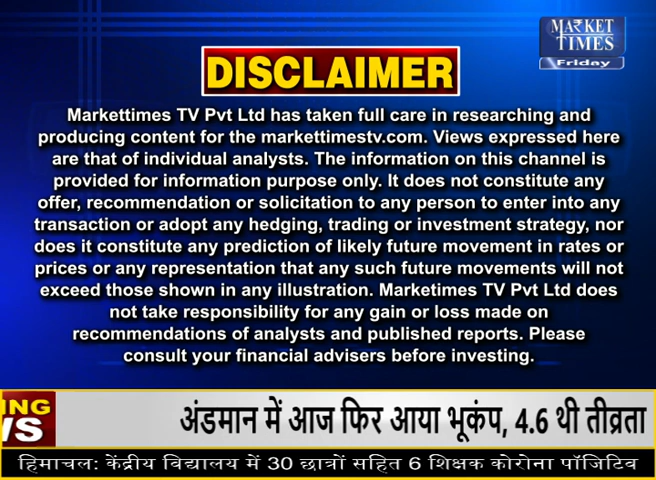 MARKET
TIMES
Friday
DISCLAIMER
Markettimes TV Pvt Ltd has taken full care in researching and
producing content for the markettimestv.com. Views expressed here
are that of individual analysts. The information on this channel is
provided for information purpose only. It does not constitute any
offer, recommendation or solicitation to any person to enter into any
transaction or adopt any hedging, trading or investment strategy, nor
does it constitute any prediction of likely future movement in rates or
prices or any representation that any such future movements will not
exceed those shown in any illustration. Marketimes TV Pvt Ltd does
not take responsibility for any gain or loss made on
recommendations of analysts and published reports. Please
consult your financial advisers before investing.
ING
WS
अंडमान में आज फिर आया भूकंप, 4.6 थी तीव्रता
हिमाचल: केंद्रीय विद्यालय में 30 छात्रों सहित 6 शिक्षक कोरोना पॉजिटिव